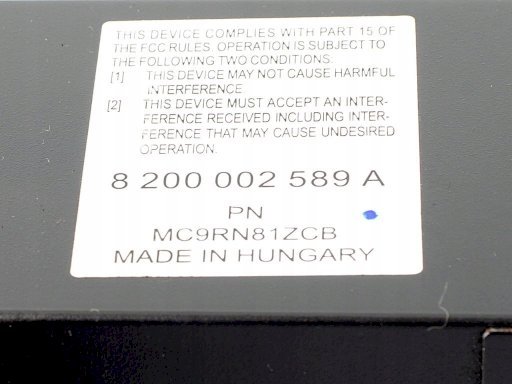 THIS DEVICE COMPLIES WITH PART 15 OF
THE FCC RULES. OPERATION IS SUBJECT TO
THE FOLLOWING TWO CONDITIONS.
[1] THIS DEVICE MAY NOT CAUSE HARMFUL
INTERFERENCE
[2] THIS DEVICE MUST ACCEPT AN INTER-
FERENCE RECEIVED INCLUDING INTER-
FERENCE THAT MAY CAUSE UNDESIRED
OPERATION.
8 200 002 589 A
PN
MC9RN81ZCB
MADE IN HUNGARY